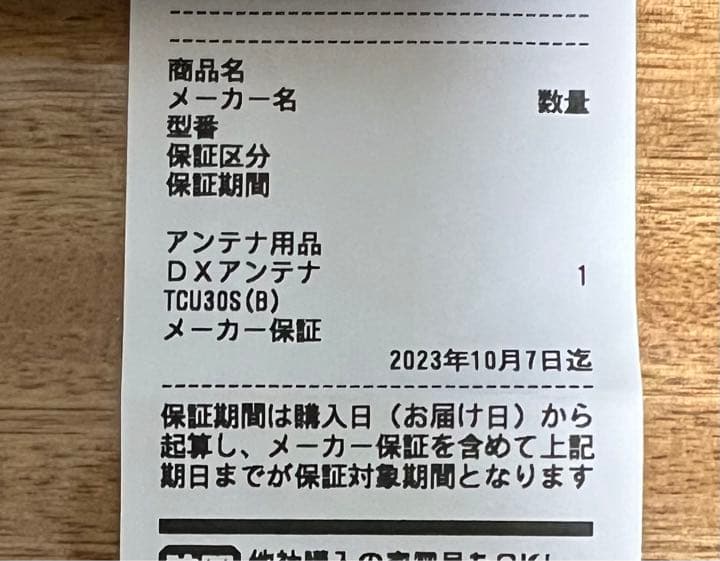 商品名
メーカー名 数量
型番
保証区分
保証期間
アンテナ用品
DXアンテナ 1
TCU30S(B)
メーカー保証
2023年10月7日迄
保証期間は購入日(お届け日)から
起算し、メーカー保証を含めて上記
期日までが保証対象期間となります